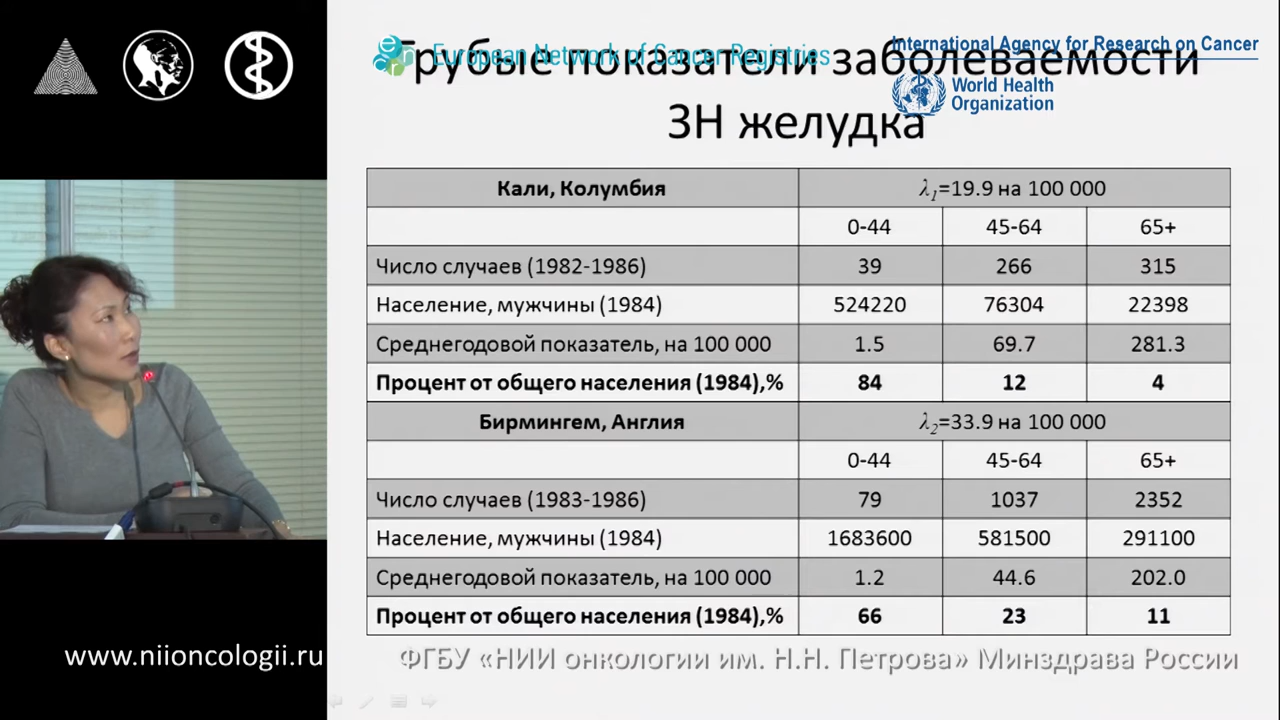 European Network of Cancer Registries
International Agency for Research on Cancer
World Health
Organization
Грубые показатели заболеваемости
ЗН желудка
Кали, Колумбия λ1=19.9 на 100 000
0-44 45-64 65+
Число случаев (1982-1986) 39 266 315
Население, мужчины (1984) 524220 76304 22398
Среднегодовой показатель, на 100 000 1.5 69.7 281.3
Процент от общего населения (1984),% 84 12 4
Бирмингем, Англия λ2=33.9 на 100 000
0-44 45-64 65+
Число случаев (1983-1986) 79 1037 2352
Население, мужчины (1984) 1683600 581500 291100
Среднегодовой показатель, на 100 000 1.2 44.6 202.0
Процент от общего населения (1984),% 66 23 11
www.niioncologii.ru
ФГБУ «НИИ онкологии им. Н.Н. Петрова» Минздрава России